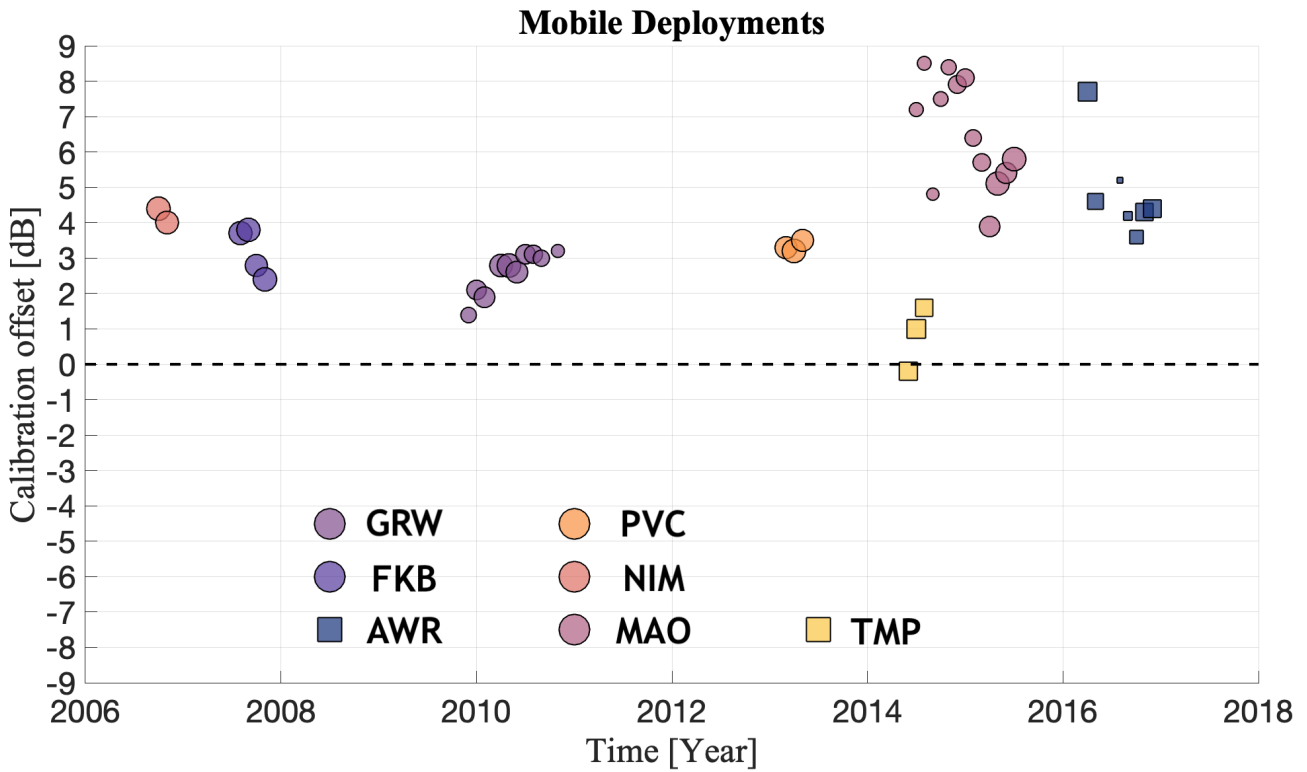 Mobile Deployments
Calibration offset [dB]
9
8
7
6
5
4
3
2
1
0
-1
-2
-3
-4
-5
-6
-7
-8
-9
GRW PVC
FKB NIM
AWR MAO TMP
2006 2008 2010 2012 2014 2016 2018
Time [Year]